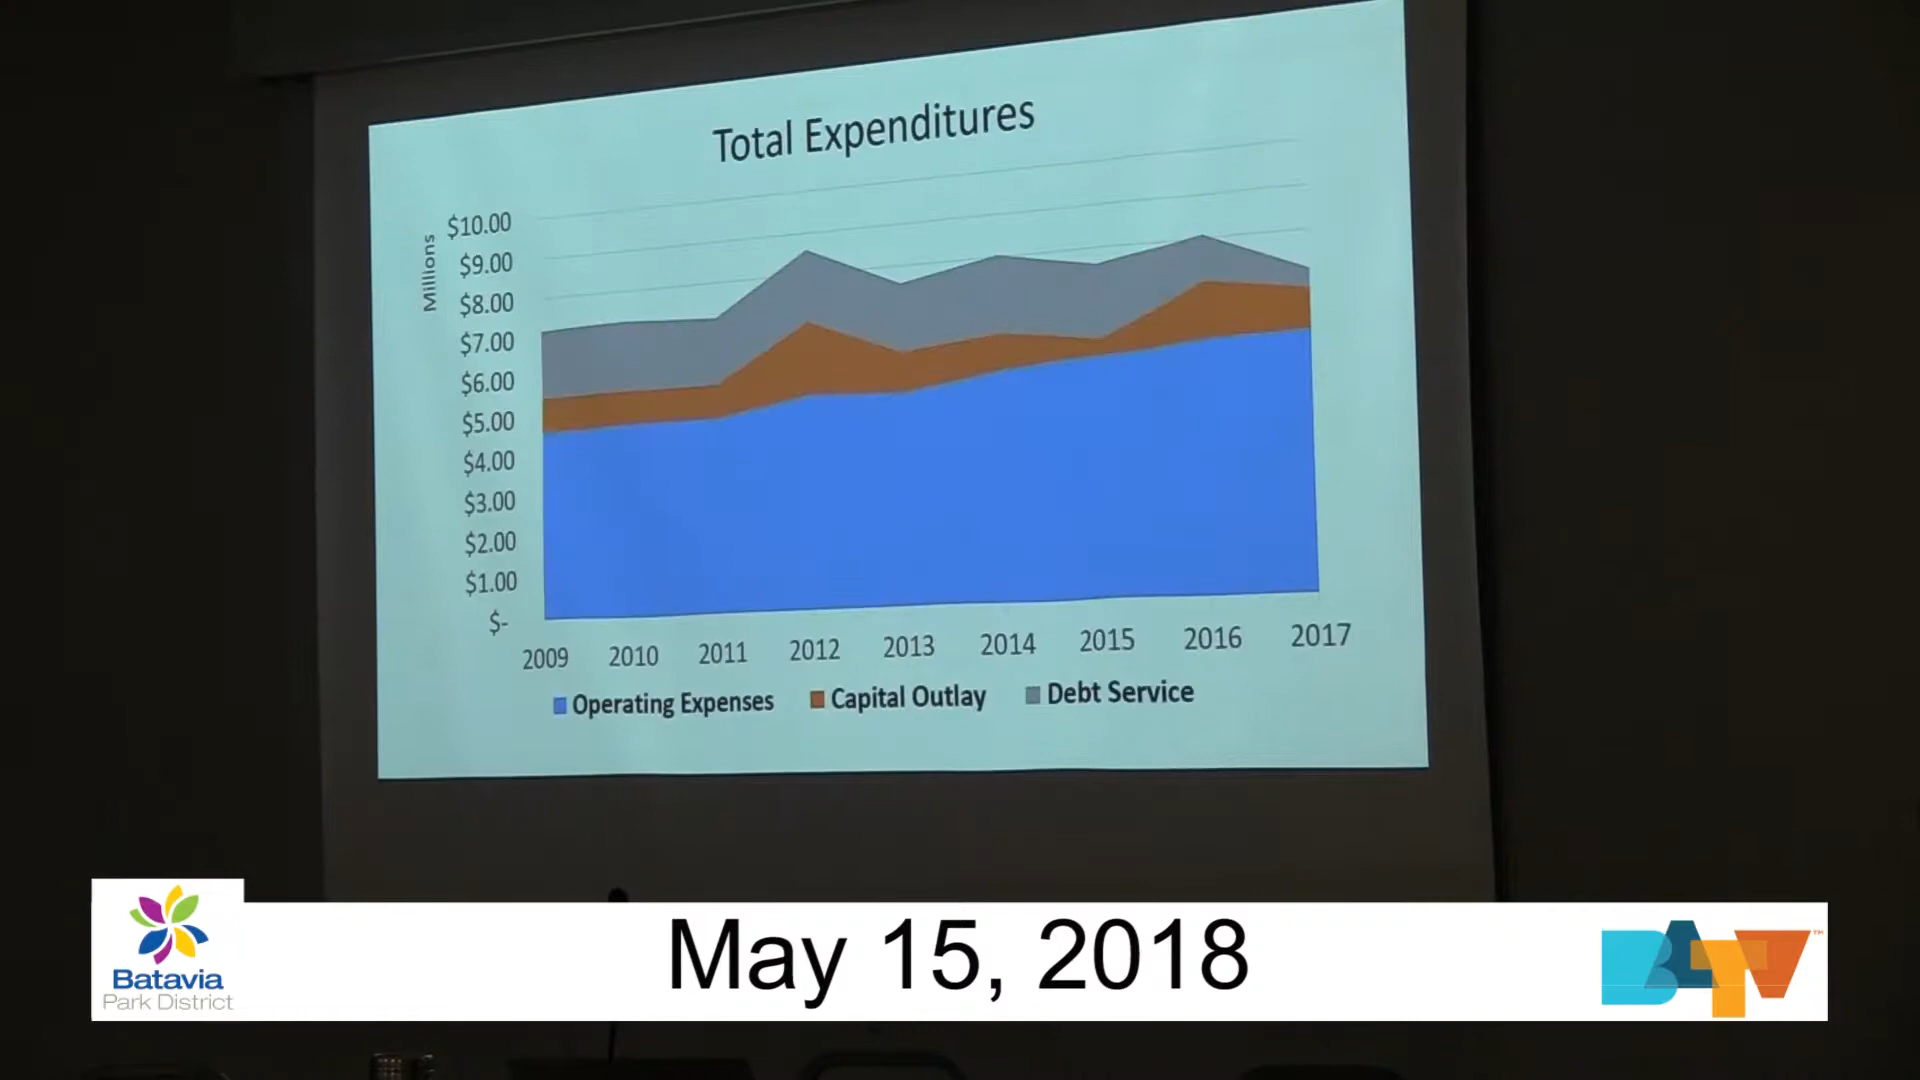 Total Expenditures
Millions
$10.00
$9.00
$8.00
$7.00
$6.00
$5.00
$4.00
$3.00
$2.00
$1.00
$-
2009 2010 2011 2012 2013 2014 2015 2016 2017
Operating Expenses Capital Outlay Debt Service
Batavia
Park District
May 15, 2018
BATV™